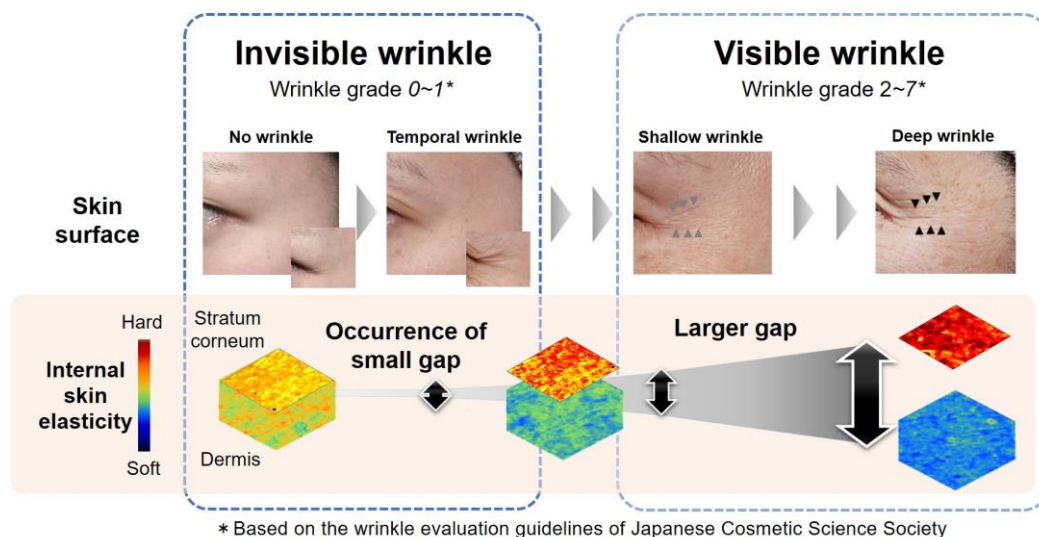 Invisible wrinkle
Wrinkle grade 0~1*
Visible wrinkle
Wrinkle grade 2~7*
No wrinkle
Temporal wrinkle
Shallow wrinkle
Deep wrinkle
Skin
surface
Hard
Internal
skin
elasticity
Soft
Stratum
corneum
Dermis
Occurrence of
small gap
Larger gap
* Based on the wrinkle evaluation guidelines of Japanese Cosmetic Science Society